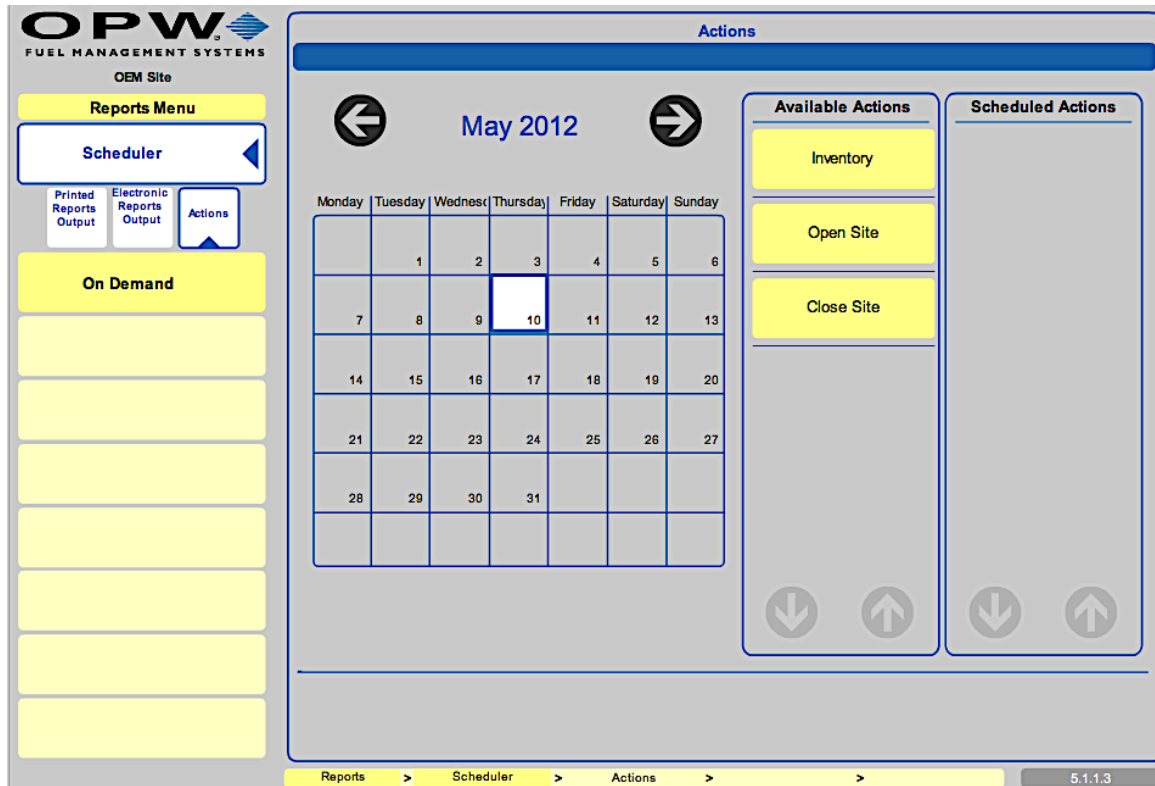 OPW
FUEL MANAGEMENT SYSTEMS
OEM Site
Reports Menu
Scheduler
Printed
Reports
Output
Electronic
Reports
Output
Actions
On Demand
Actions
May 2012
Monday Tuesday Wednesc Thursday Friday Saturday Sunday
1 2 3 4 5 6
7 8 9 10 11 12 13
14 15 16 17 18 19 20
21 22 23 24 25 26 27
28 29 30 31
Available Actions
Inventory
Open Site
Close Site
Scheduled Actions
Reports > Scheduler > Actions > >
5.1.1.3